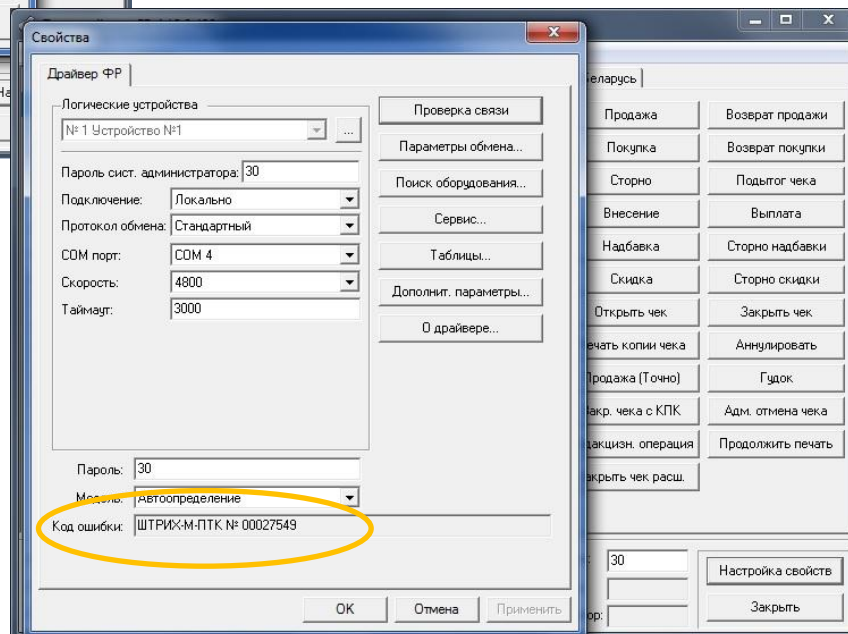 Свойства
Драйвер ФР
Логические устройства
№ 1 Устройство №1
...
Пароль сист. администратора: 30
Подключение: Локально
Протокол обмена: Стандартный
COM порт: COM 4
Скорость: 4800
Таймаут: 3000
Проверка связи
Параметры обмена...
Поиск оборудования...
Сервис...
Таблицы...
Дополнит. параметры...
О драйвере...
Пароль: 30
Модель: Автоопределение
Код ошибки: ШТРИХ-М-ПТК № 00027549
OK
Отмена
Применить
еларусь
Продажа Возврат продажи
Покупка Возврат покупки
Сторно Подытог чека
Внесение Выплата
Надбавка Сторно надбавки
Скидка Сторно скидки
Открыть чек Закрыть чек
ечать копии чека Аннулировать
Продажа (Точно) Гудок
акр. чека с КПК Адм. отмена чека
дакцизн. операция Продолжить печать
акрыть чек расш.
30
Настройка свойств
ор:
Закрыть